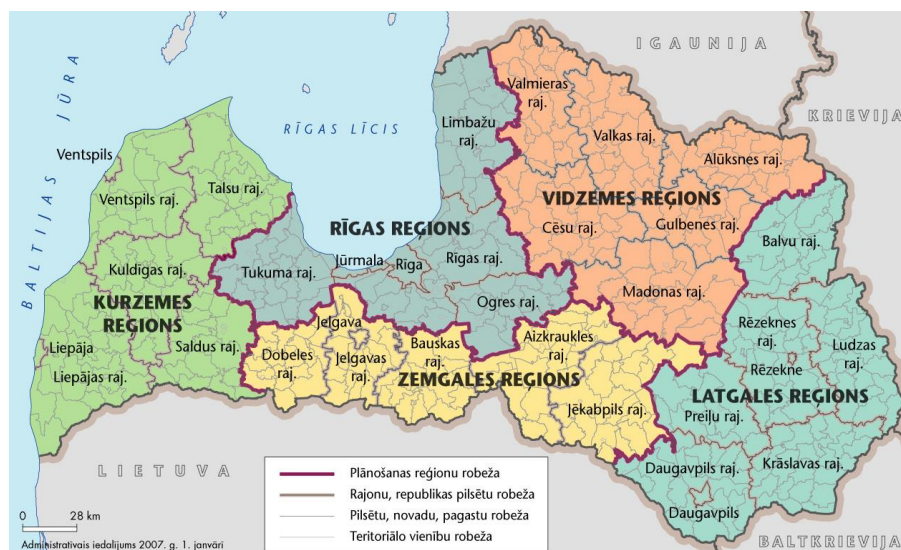 IGAUNIJA
KRIEVIJA
BALTIJAS JŪRA
RĪGAS LĪCIS
Valmieras
raj.
Limbažu
raj.
Valkas raj.
Alūksnes raj.
Ventspils
Ventspils raj.
Talsu raj.
VIDZEMES REĢIONS
Cēsu raj.
Gulbenes raj.
RĪGAS REĢIONS
Balvu raj.
Kuldīgas raj.
Tukuma raj.
Jūrmala
Rīga
Rīgas raj.
Ogres raj.
Madonas raj.
KURZEMES
REĢIONS
Liepāja
Liepājas raj.
Saldus raj.
Jelgava
Dobeles
raj.
Jelgavas
raj.
Bauskas
raj.
Aizkraukles
raj.
ZEMGALES REĢIONS
Jēkabpils raj.
Rēzeknes
raj.
Rēzekne
Ludzas
raj.
LATGALES REĢIONS
Preiļu raj.
Daugavpils raj.
Krāslavas raj.
Daugavpils
LIETUVA
BALTKRIEVIJA
Plānošanas reģionu robeža
Rajonu, republikas pilsētu robeža
Pilsētu, novadu, pagastu robeža
Teritoriālo vienību robeža
0 28 km
Administratīvais iedalījums 2007. g. 1. janvārī